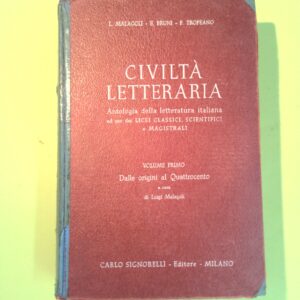 L. MALAGOLI - E. BRUNI - F. TROPEANO
CIVILTÀ
LETTERARIA
Antologia della letteratura italiana
ad uso dei LICEI CLASSICI, SCIENTIFICI
e MAGISTRALI
VOLUME PRIMO
Dalle origini al Quattrocento
a cura
di Luigi Malagoli
CARLO SIGNORELLI - Editore - MILANO